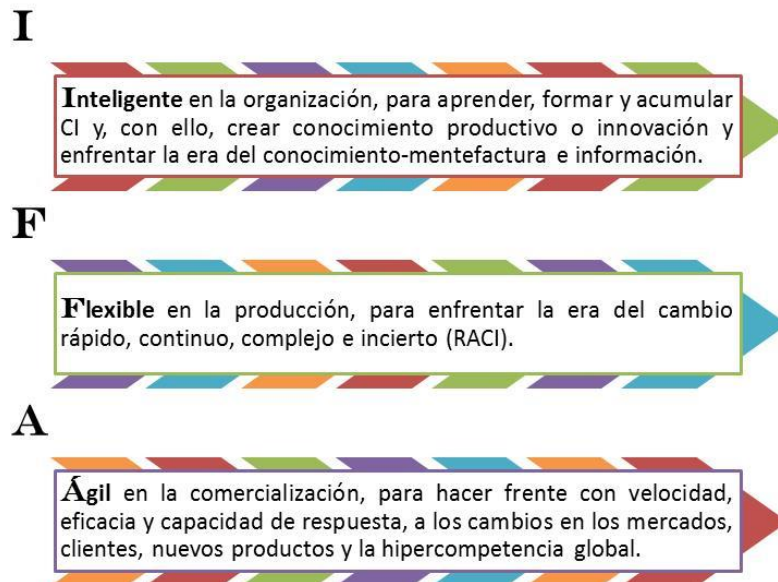 I
Inteligente en la organización, para aprender, formar y acumular
CI y, con ello, crear conocimiento productivo o innovación y
enfrentar la era del conocimiento-mentefactura e información.
F
Flexible en la producción, para enfrentar la era del cambio
rápido, continuo, complejo e incierto (RACI).
A
Ágil en la comercialización, para hacer frente con velocidad,
eficacia y capacidad de respuesta, a los cambios en los mercados,
clientes, nuevos productos y la hipercompetencia global.